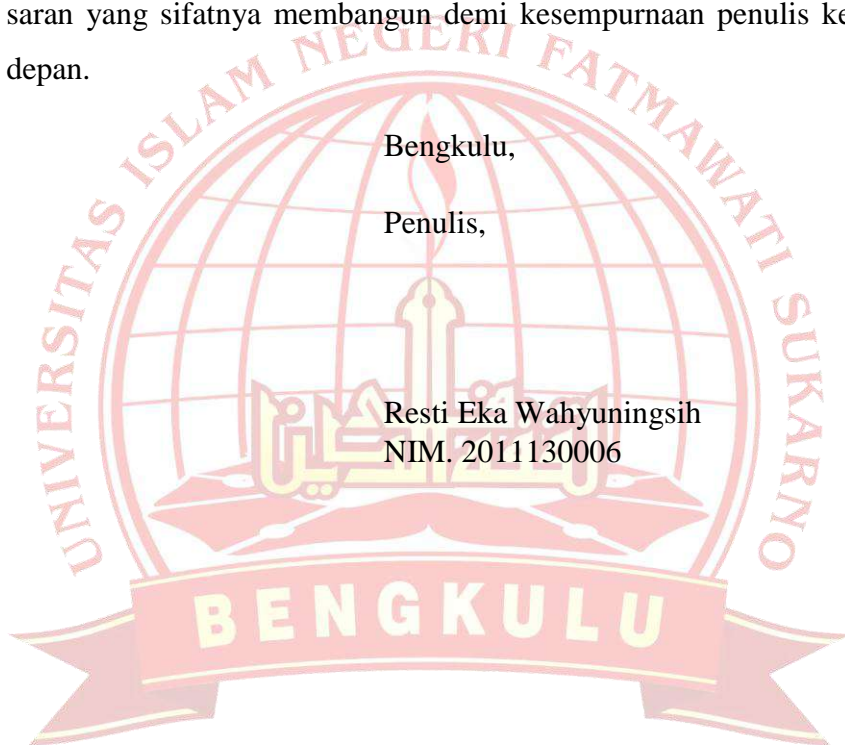 saran yang sifatnya membangun demi kesempurnaan penulis ke
depan.
Bengkulu,
Penulis,
Resti Eka Wahyuningsih
NIM. 2011130006
UNIVERSITAS ISLAM NEGERI FATMAWATI SUKARNO
BENGKULU